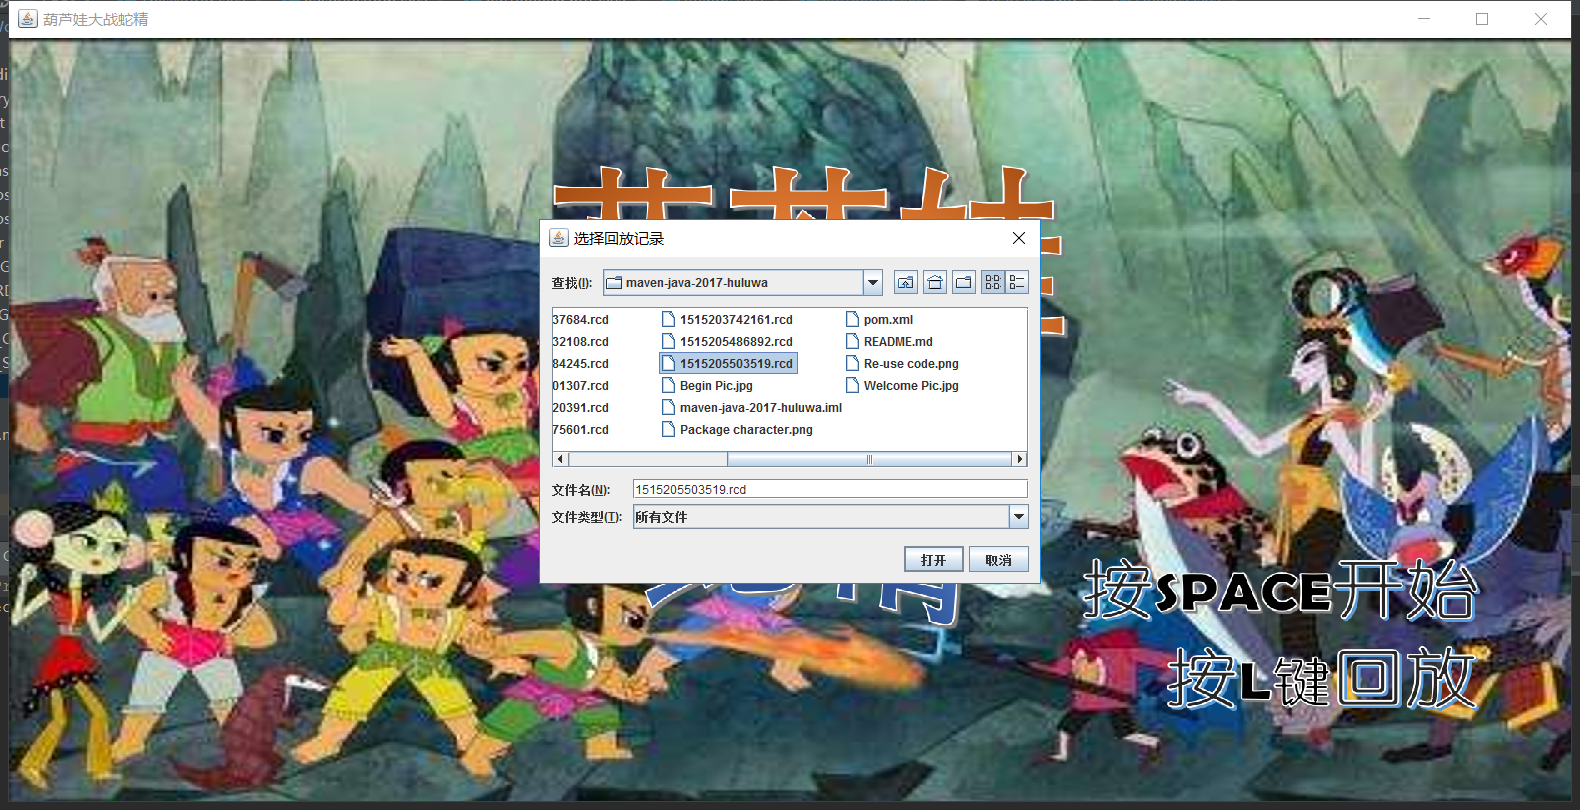 葫芦娃大战蛇精
选择回放记录
查找(I):
maven-java-2017-huluwa
37684.rcd
32108.rcd
84245.rcd
01307.rcd
20391.rcd
75601.rcd
1515203742161.rcd
1515205486892.rcd
1515205503519.rcd
Begin Pic.jpg
maven-java-2017-huluwa.iml
Package character.png
pom.xml
README.md
Re-use code.png
Welcome Pic.jpg
文件名(N):
1515205503519.rcd
文件类型(T):
所有文件
打开
取消
按SPACE开始
按L键回放